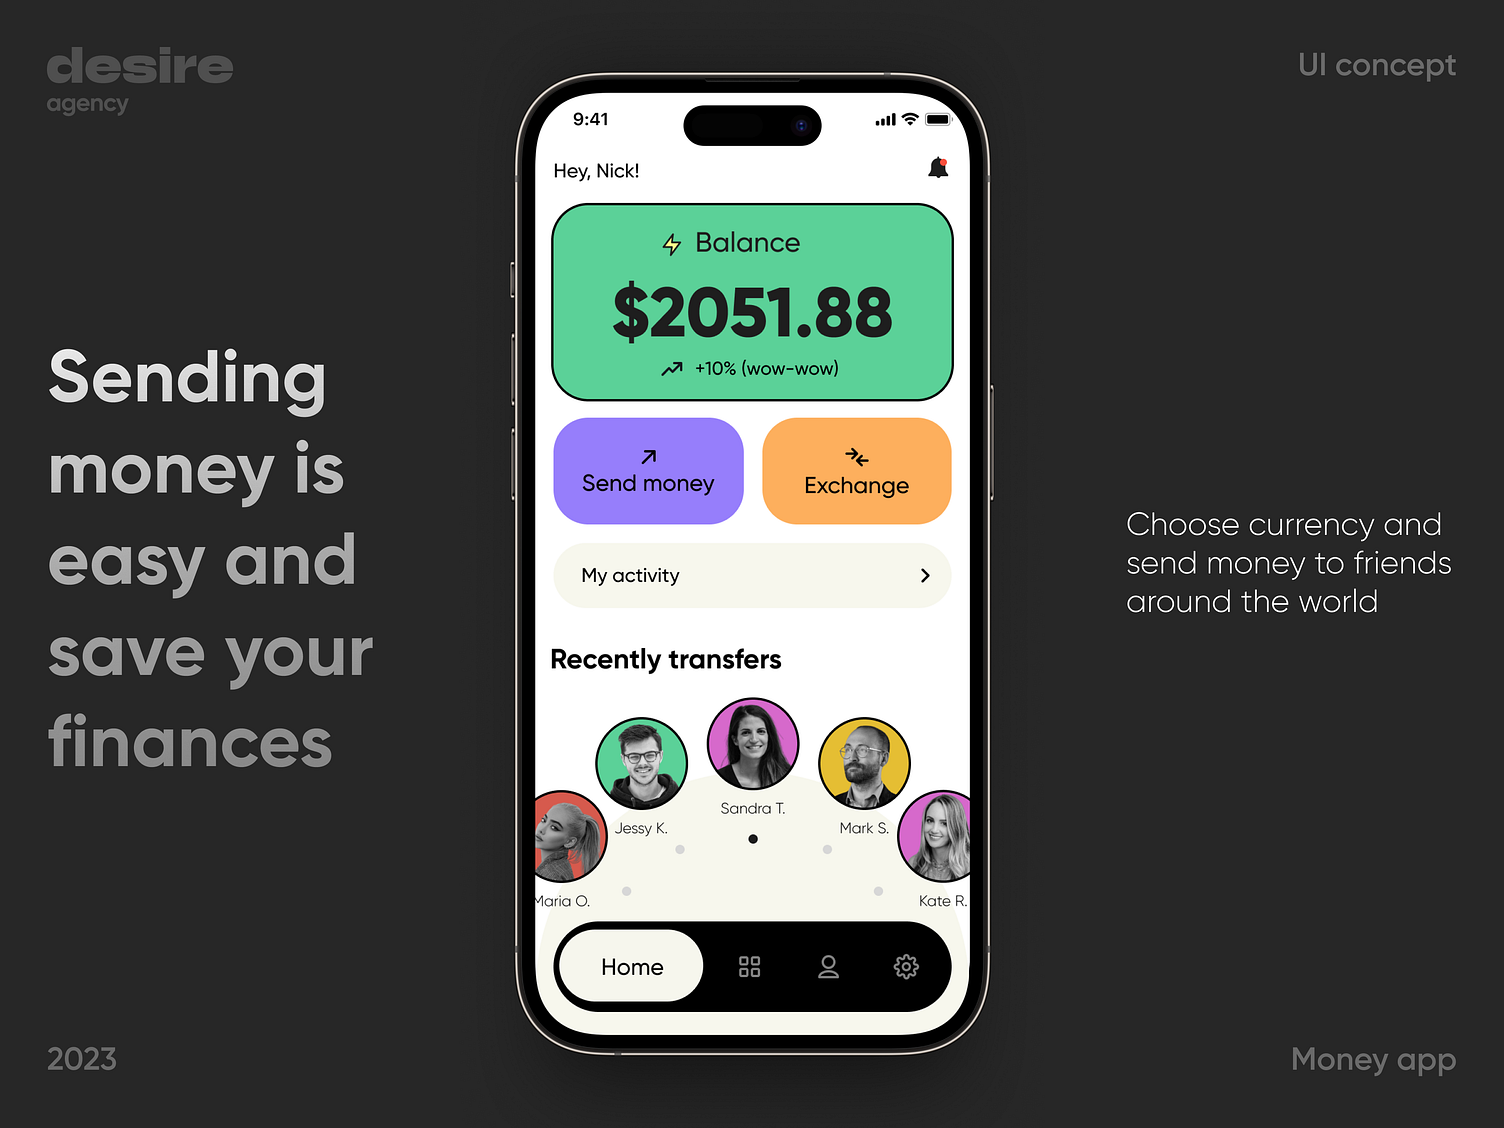 desire
agency
UI concept
Sending
money is
easy and
save your
finances
9:41
Hey, Nick!
Balance
$2051.88
+10% (wow-wow)
Send money
Exchange
My activity
Recently transfers
Sandra T.
Jessy K.
Mark S.
Maria O.
Kate R.
Home
Choose currency and
send money to friends
around the world
2023
Money app